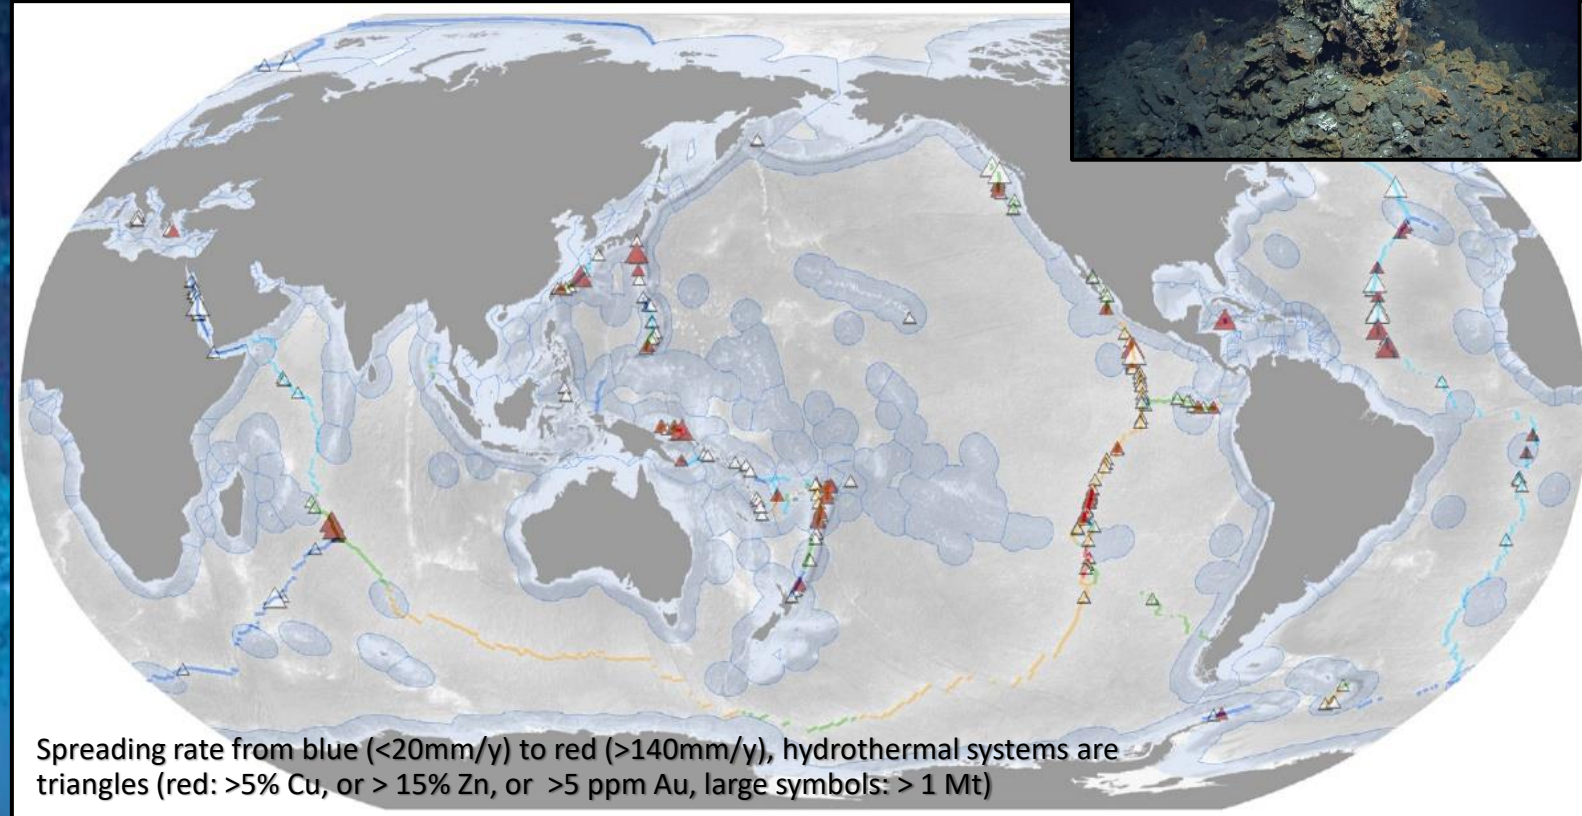 Spreading rate from blue (<20mm/y) to red (>140mm/y), hydrothermal systems are
triangles (red: >5% Cu, or > 15% Zn, or  >5 ppm Au, large symbols: > 1 Mt)